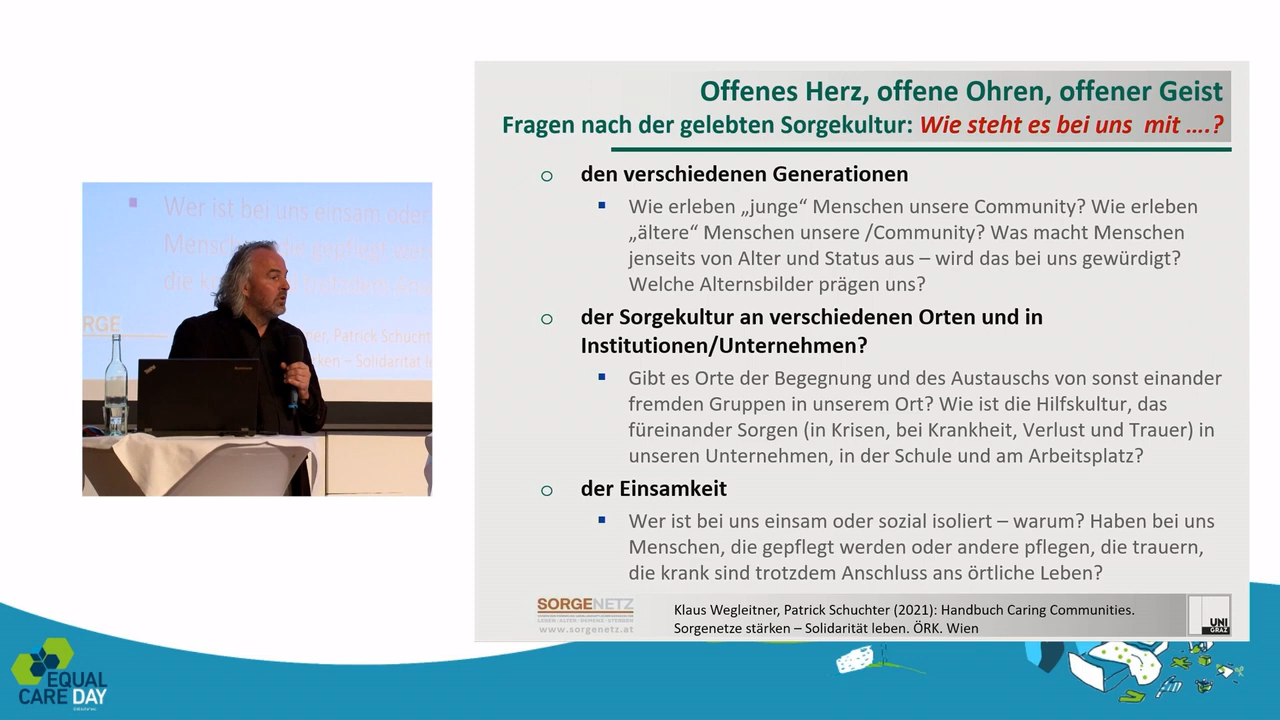 Offenes Herz, offene Ohren, offener Geist
Fragen nach der gelebten Sorgekultur: Wie steht es bei uns mit ....?
o den verschiedenen Generationen
▪ Wie erleben „junge“ Menschen unsere Community? Wie erleben
„ältere“ Menschen unsere /Community? Was macht Menschen
jenseits von Alter und Status aus – wird das bei uns gewürdigt?
Welche Alternsbilder prägen uns?
o der Sorgekultur an verschiedenen Orten und in
Institutionen/Unternehmen?
▪ Gibt es Orte der Begegnung und des Austauschs von sonst einander
fremden Gruppen in unserem Ort? Wie ist die Hilfskultur, das
füreinander Sorgen (in Krisen, bei Krankheit, Verlust und Trauer) in
unseren Unternehmen, in der Schule und am Arbeitsplatz?
o der Einsamkeit
▪ Wer ist bei uns einsam oder sozial isoliert – warum? Haben bei uns
Menschen, die gepflegt werden oder andere pflegen, die trauern,
die krank sind trotzdem Anschluss ans örtliche Leben?
SORGENETZ
www.sorgenetz.at
Klaus Wegleitner, Patrick Schuchter (2021): Handbuch Caring Communities.
Sorgenetze stärken – Solidarität leben. ÖRK. Wien
UNI
GRAZ
Wer ist bei uns einsam oder
die
die
RGE
Patrick Schucht
– Solidarität le
EQUAL
CARE DAY